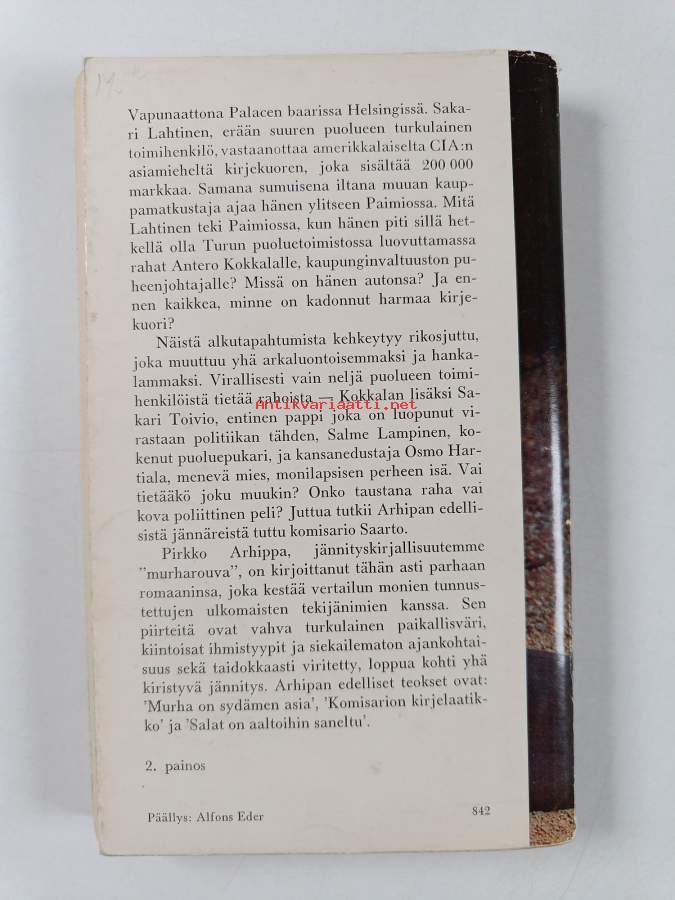 Vapunaattona Palacen baarissa Helsingissä. Saka-
ri Lahtinen, erään suuren puolueen turkulainen
toimihenkilö, vastaanottaa amerikkalaiselta CIA:n
asiamieheltä kirjekuoren, joka sisältää 200 000
markkaa. Samana sumuisena iltana muuan kaup-
pamatkustaja ajaa hänen ylitseen Paimiossa. Mitä
Lahtinen teki Paimiossa, kun hänen piti sillä het-
kellä olla Turun puoluetoimistossa luovuttamassa
rahat Antero Kokkalalle, kaupunginvaltuuston pu-
heenjohtajalle? Missä on hänen autonsa? Ja en-
nen kaikkea, minne on kadonnut harmaa kirje-
kuori?
Näistä alkutapahtumista kehkeytyy rikosjuttu,
joka muuttuu yhä arkaluontoisemmaksi ja hanka-
lammaksi. Virallisesti vain neljä puolueen toimi-
henkilöistä tietää rahoista — Kokkalan lisäksi Sa-
Antikvariaatti.net
kari Toivio, entinen pappi joka on luopunut vi-
rastaan politiikan tähden, Salme Lampinen, ko-
kenut puoluepukari, ja kansanedustaja Osmo Har-
tiala, menevä mies, monilapsisen perheen isä. Vai
tietääkö joku muukin? Onko taustana raha vai
kova poliittinen peli? Juttua tutkii Arhipan edelli-
sistä jännäreistä tuttu komisario Saarto.
Pirkko Arhippa, jännityskirjallisuutemme
"murharouva", on kirjoittanut tähän asti parhaan
romaaninsa, joka kestää vertailun monien tunnus-
tettujen ulkomaisten tekijänimien kanssa. Sen
piirteitä ovat vahva turkulainen paikallisväri,
kiintoisat ihmistyypit ja siekailematon ajankohtai-
suus sekä taidokkaasti viritetty, loppua kohti yhä
kiristyvä jännitys. Arhipan edelliset teokset ovat:
'Murha on sydämen asia', 'Komisarion kirjelaatik-
ko' ja 'Salat on aaltoihin saneltu'.
2. painos
Päällys: Alfons Eder
842